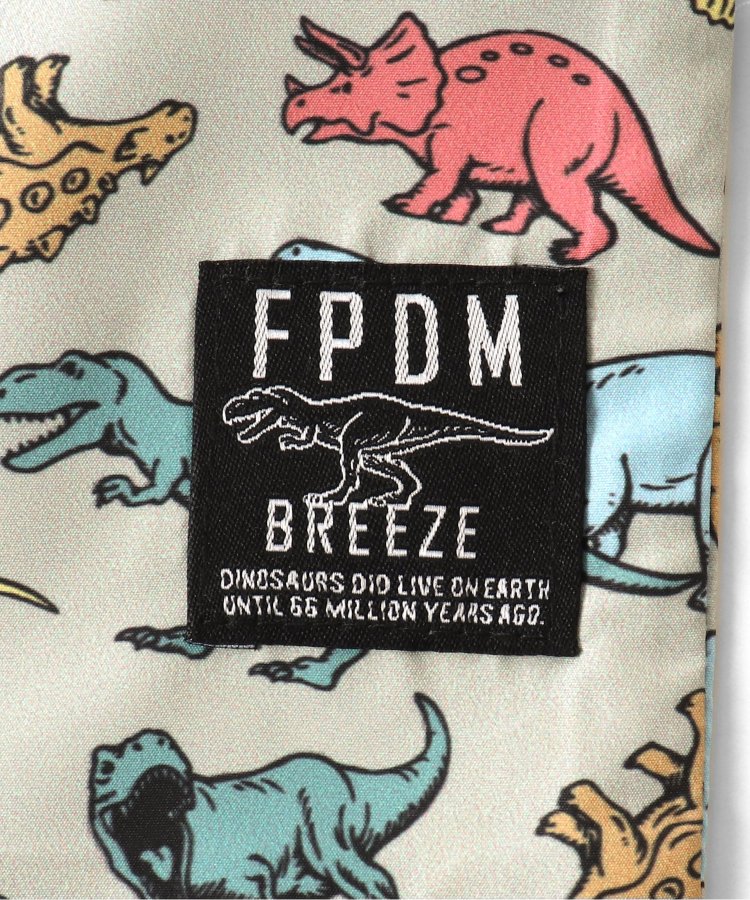 FPDM
BREEZE
DINOSAURS DID LIVE ON EARTH
UNTIL 66 MILLION YEARS AGO.